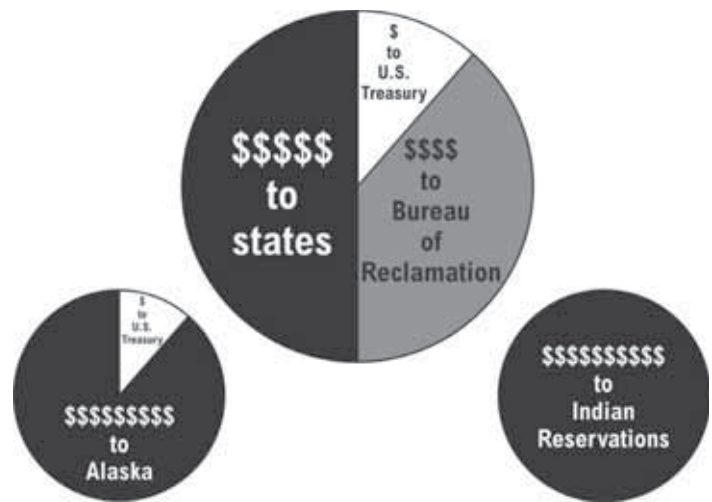 $
to
U.S.
Treasury
$$$$$
to
states
$$$$
to
Bureau
of
Reclamation
$
to
U.S.
Treasury
$$$$$$$$$
to
Alaska
$$$$$$$$$$
to
Indian
Reservations